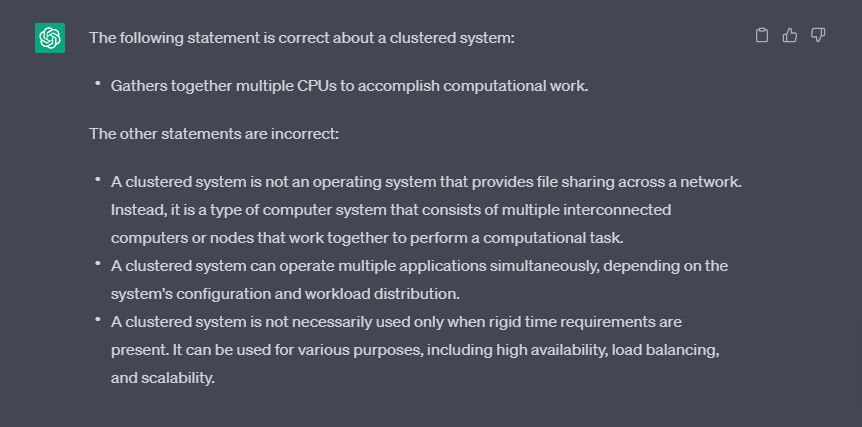 The following statement is correct about a clustered system:
• Gathers together multiple CPUs to accomplish computational work.
The other statements are incorrect:
• A clustered system is not an operating system that provides file sharing across a network.
Instead, it is a type of computer system that consists of multiple interconnected
computers or nodes that work together to perform a computational task.
• A clustered system can operate multiple applications simultaneously, depending on the
system's configuration and workload distribution.
• A clustered system is not necessarily used only when rigid time requirements are
present. It can be used for various purposes, including high availability, load balancing,
and scalability.